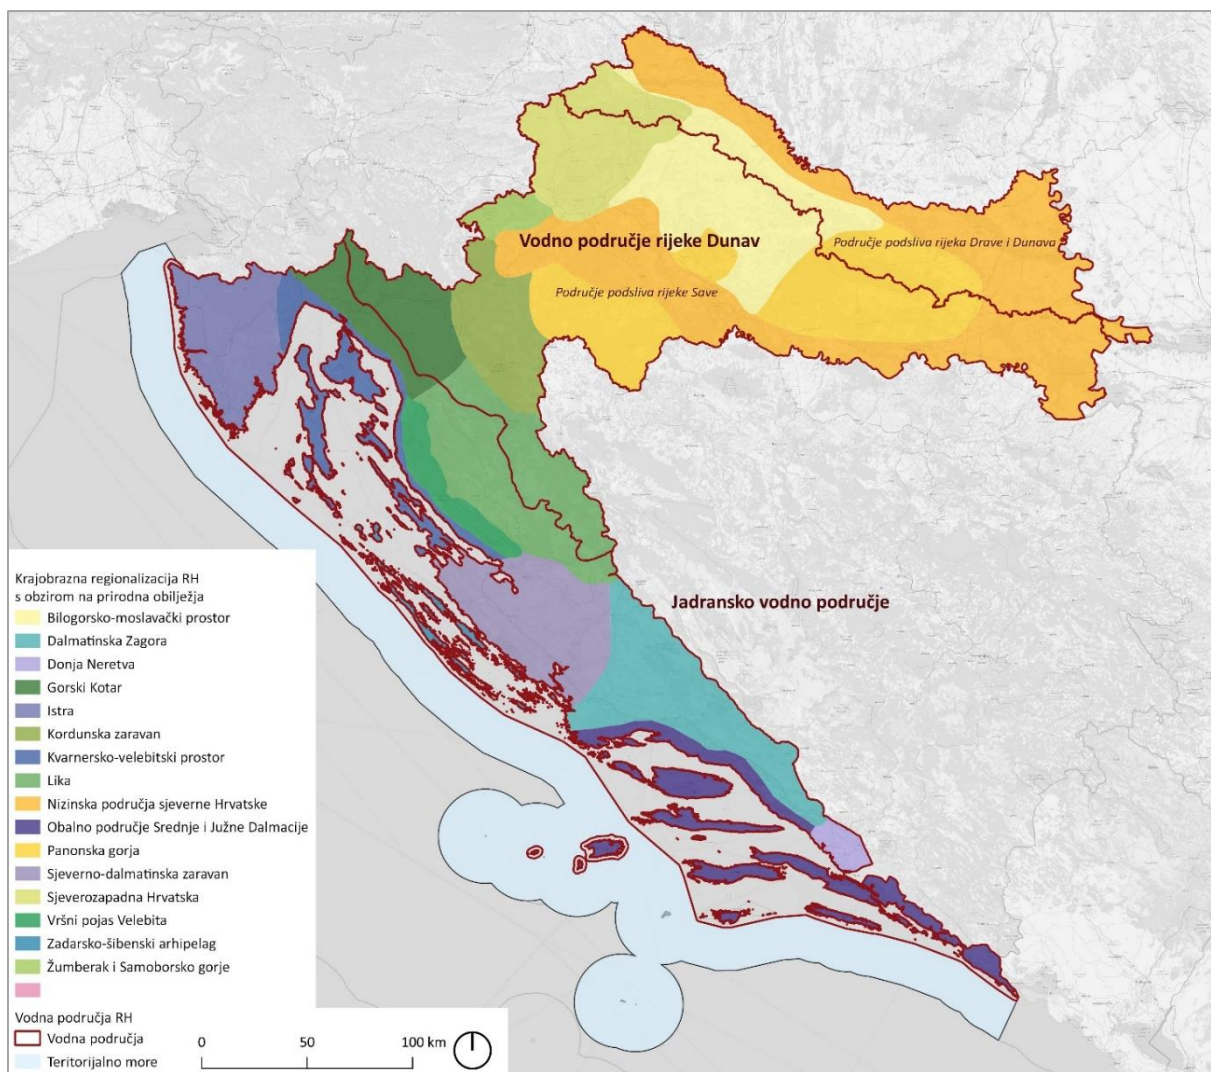 Vodno područje rijeke Dunav
Područje podsliva rijeka Drave i Dunava
Područje podsliva rijeke Save
Jadransko vodno područje
Krajobrazna regionalizacija RH
s obzirom na prirodna obilježja
Bilogorsko-moslavački prostor
Dalmatinska Zagora
Donja Neretva
Gorski Kotar
Istra
Kordunska zaravan
Kvarnersko-velebitski prostor
Lika
Nizinska područja sjeverne Hrvatske
Obalno područje Srednje i Južne Dalmacije
Panonska gorja
Sjeverno-dalmatinska zaravan
Sjeverozapadna Hrvatska
Vršni pojas Velebita
Zadarsko-šibenski arhipelag
Žumberak i Samoborsko gorje
Vodna područja RH
Vodna područja
Teritorijalno more
0 50 100 km